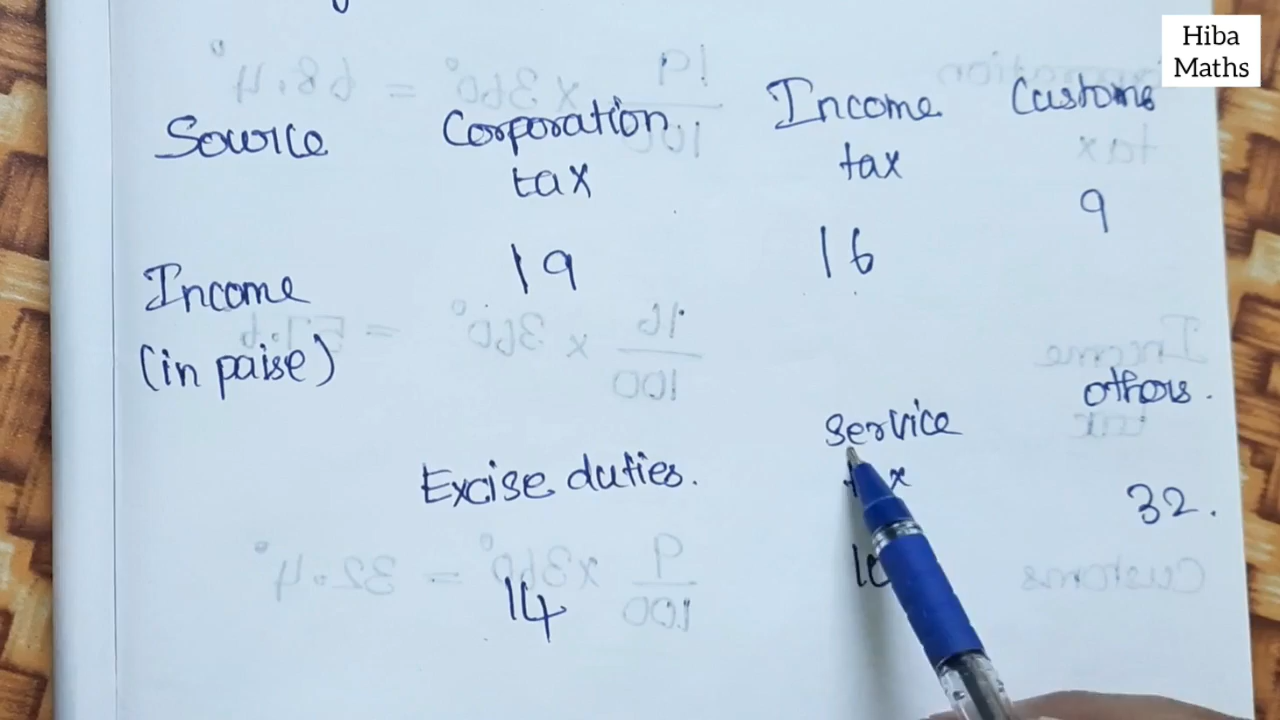 Hiba
Maths
Source Corporation Income Customs
tax tax
Income 19 16 9
(in paise)
Excise duties. Service others.
14 32.